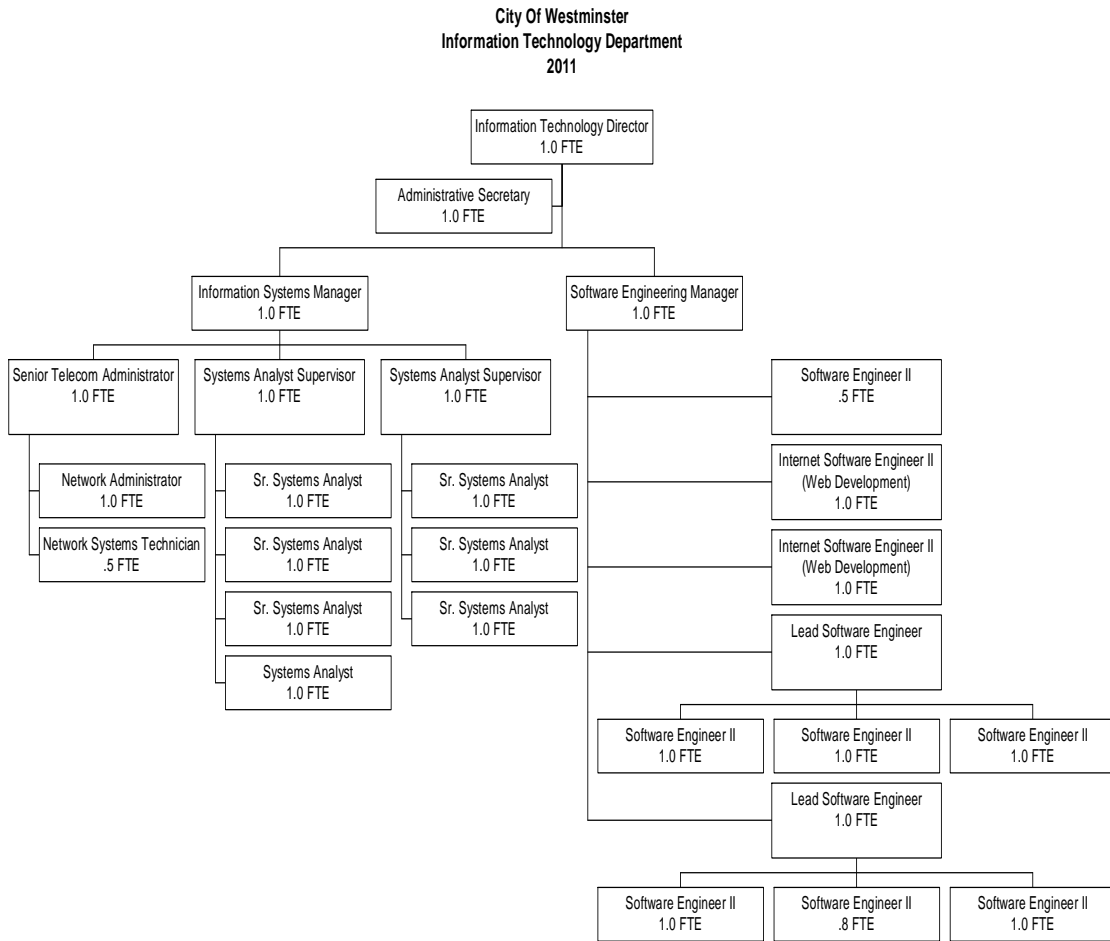 City Of Westminster
Information Technology Department
2011
Information Technology Director
1.0 FTE
Administrative Secretary
1.0 FTE
Information Systems Manager
1.0 FTE
Software Engineering Manager
1.0 FTE
Senior Telecom Administrator
1.0 FTE
Systems Analyst Supervisor
1.0 FTE
Systems Analyst Supervisor
1.0 FTE
Network Administrator
1.0 FTE
Network Systems Technician
.5 FTE
Sr. Systems Analyst
1.0 FTE
Sr. Systems Analyst
1.0 FTE
Sr. Systems Analyst
1.0 FTE
Systems Analyst
1.0 FTE
Sr. Systems Analyst
1.0 FTE
Sr. Systems Analyst
1.0 FTE
Sr. Systems Analyst
1.0 FTE
Software Engineer II
.5 FTE
Internet Software Engineer II
(Web Development)
1.0 FTE
Internet Software Engineer II
(Web Development)
1.0 FTE
Lead Software Engineer
1.0 FTE
Software Engineer II
1.0 FTE
Software Engineer II
1.0 FTE
Software Engineer II
1.0 FTE
Lead Software Engineer
1.0 FTE
Software Engineer II
1.0 FTE
Software Engineer II
.8 FTE
Software Engineer II
1.0 FTE